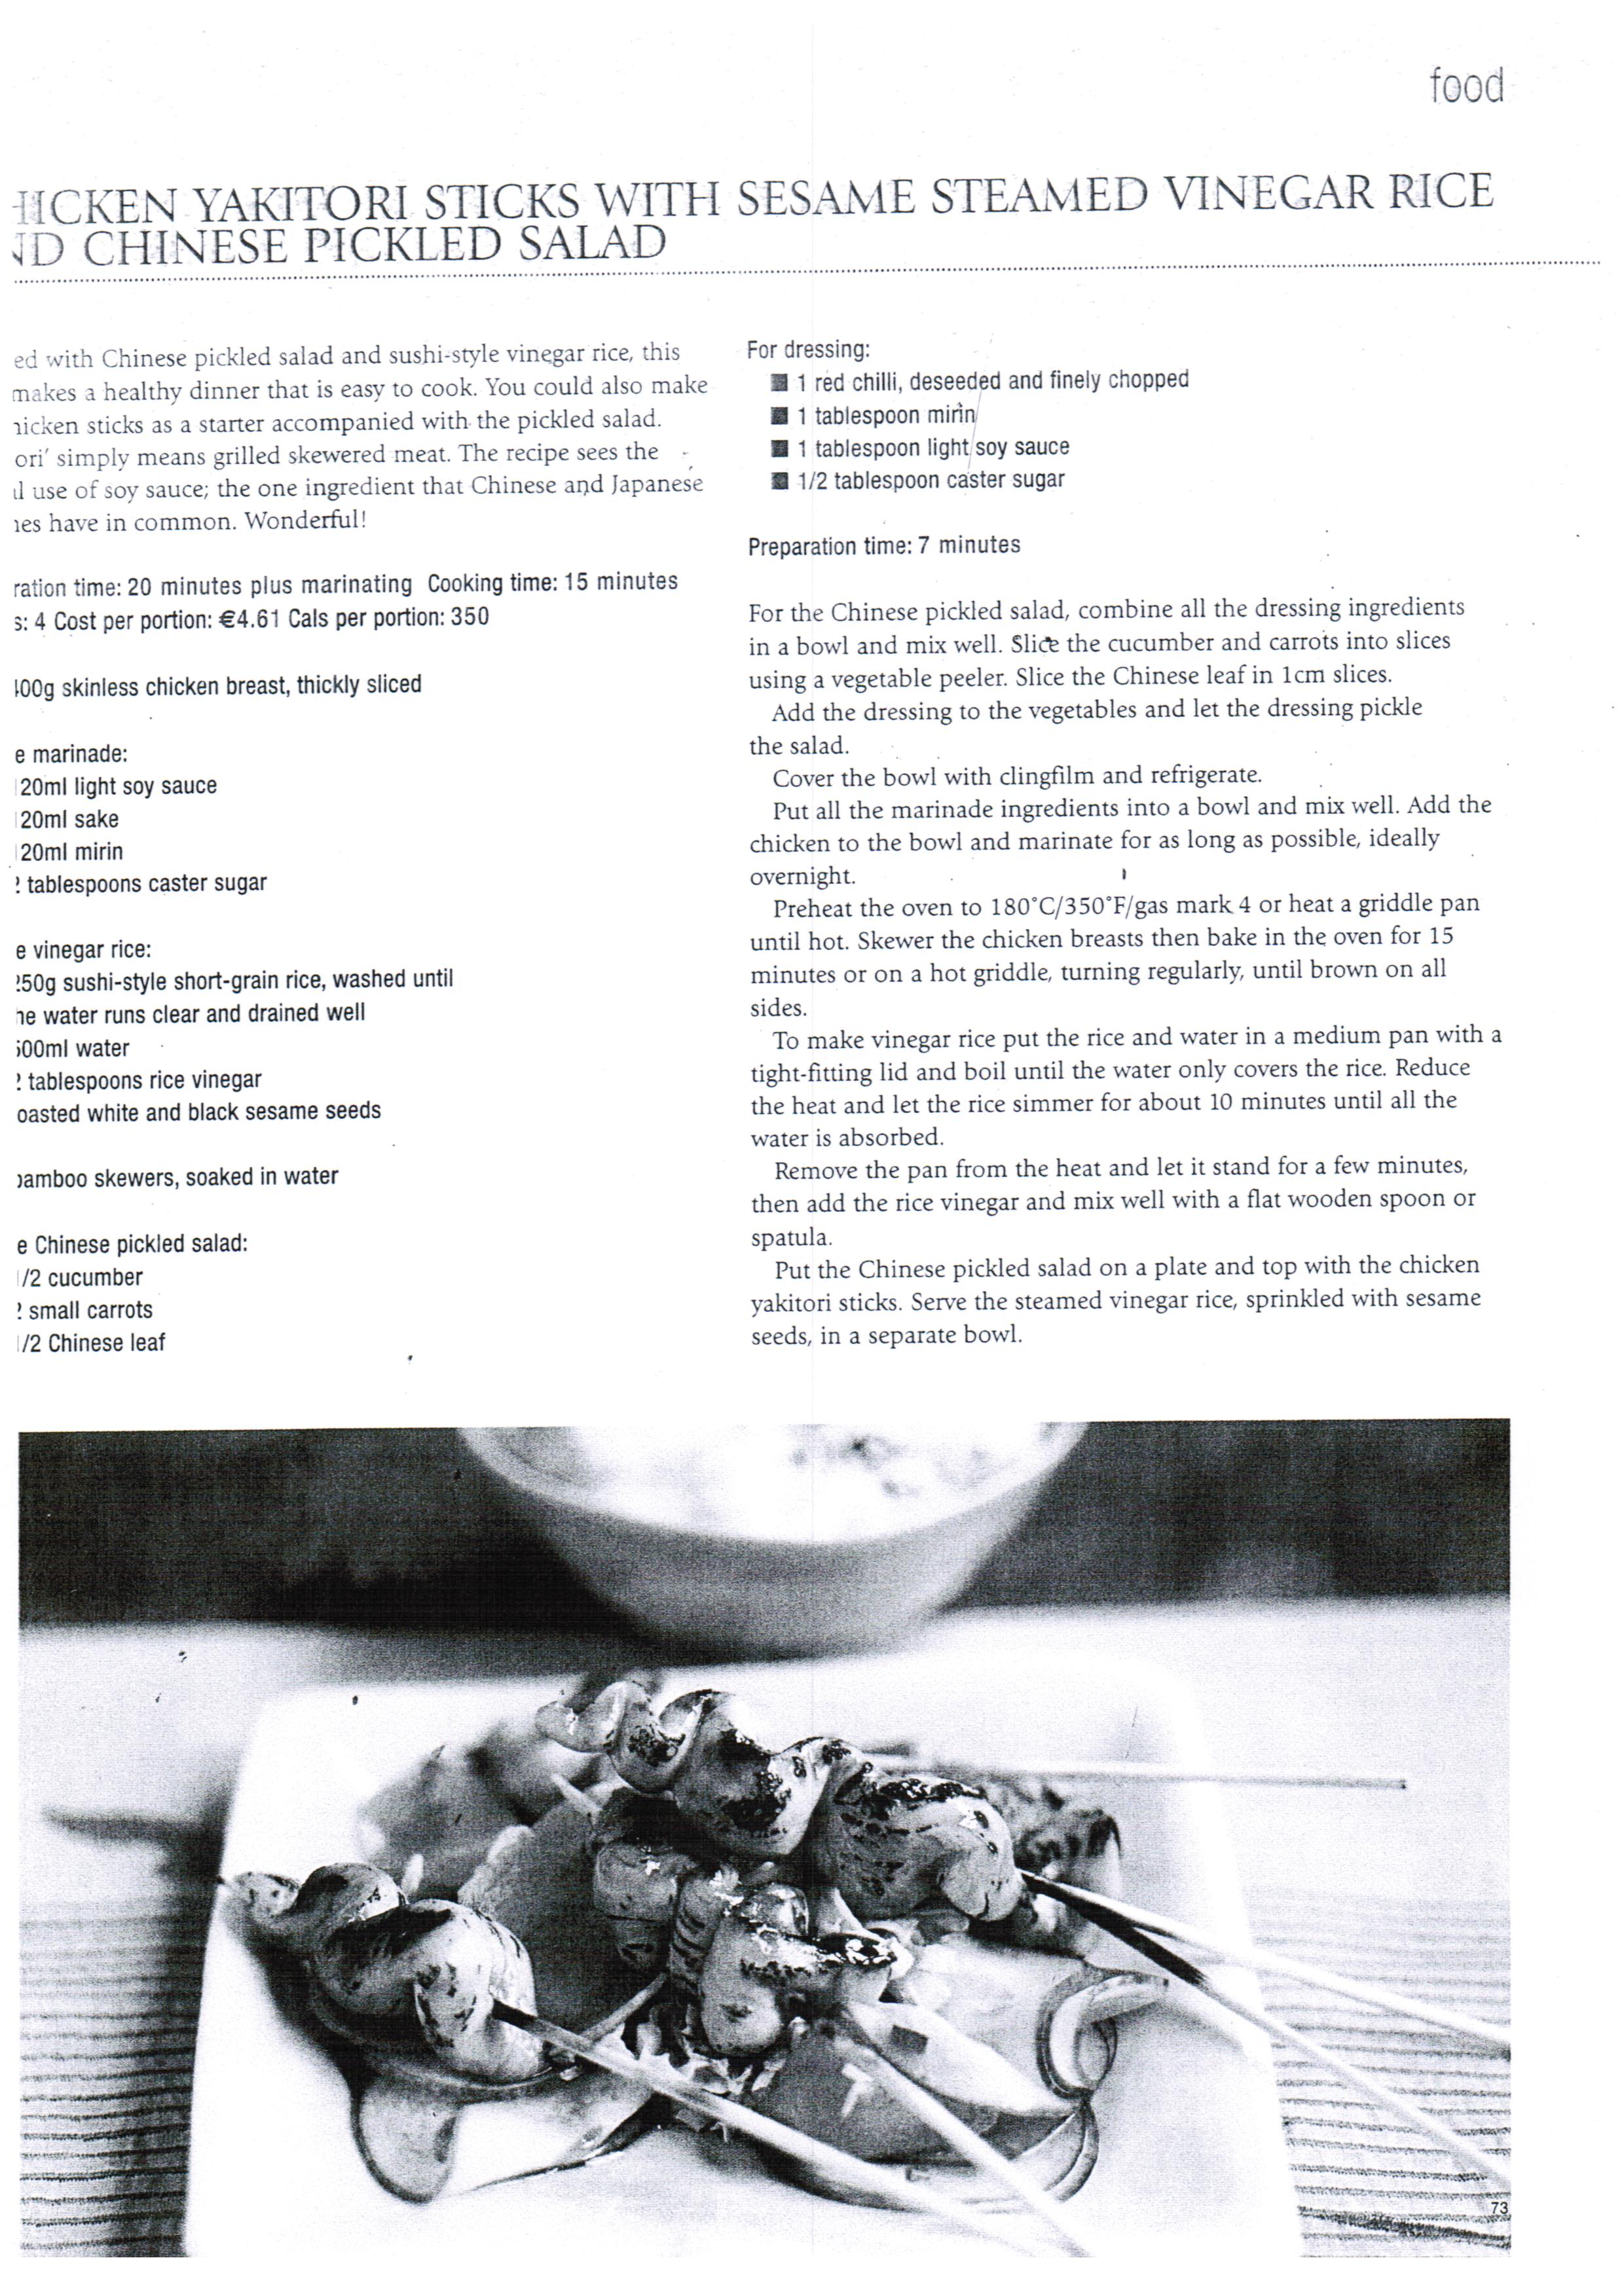 food
HICKEN YAKITORI STICKS WITH SESAME STEAMED VINEGAR RICE
ND CHINESE PICKLED SALAD
ed with Chinese pickled salad and sushi-style vinegar rice, this
makes a healthy dinner that is easy to cook. You could also make
hicken sticks as a starter accompanied with the pickled salad.
ori' simply means grilled skewered meat. The recipe sees the
use of soy sauce; the one ingredient that Chinese and Japanese
nes have in common. Wonderful!
ration time: 20 minutes plus marinating Cooking time: 15 minutes
s: 4 Cost per portion: €4.61 Cals per portion: 350
00g skinless chicken breast, thickly sliced
e marinade:
20ml light soy sauce
20ml sake
20ml mirin
tablespoons caster sugar
e vinegar rice:
50g sushi-style short-grain rice, washed until
he water runs clear and drained well
00ml water
tablespoons rice vinegar
oasted white and black sesame seeds
bamboo skewers, soaked in water
e Chinese pickled salad:
/2 cucumber
small carrots
/2 Chinese leaf
For dressing:
■ 1 red chilli, deseeded and finely chopped
■ 1 tablespoon mirin
■ 1 tablespoon light soy sauce
■ 1/2 tablespoon caster sugar
Preparation time: 7 minutes
For the Chinese pickled salad, combine all the dressing ingredients
in a bowl and mix well. Slice the cucumber and carrots into slices
using a vegetable peeler. Slice the Chinese leaf in 1cm slices.
Add the dressing to the vegetables and let the dressing pickle
the salad.
Cover the bowl with clingfilm and refrigerate.
Put all the marinade ingredients into a bowl and mix well. Add the
chicken to the bowl and marinate for as long as possible, ideally
overnight.
Preheat the oven to 180°C/350°F/gas mark 4 or heat a griddle pan
until hot. Skewer the chicken breasts then bake in the oven for 15
minutes or on a hot griddle, turning regularly, until brown on all
sides.
To make vinegar rice put the rice and water in a medium pan with a
tight-fitting lid and boil until the water only covers the rice. Reduce
the heat and let the rice simmer for about 10 minutes until all the
water is absorbed.
Remove the pan from the heat and let it stand for a few minutes,
then add the rice vinegar and mix well with a flat wooden spoon or
spatula.
Put the Chinese pickled salad on a plate and top with the chicken
yakitori sticks. Serve the steamed vinegar rice, sprinkled with sesame
seeds, in a separate bowl.
73